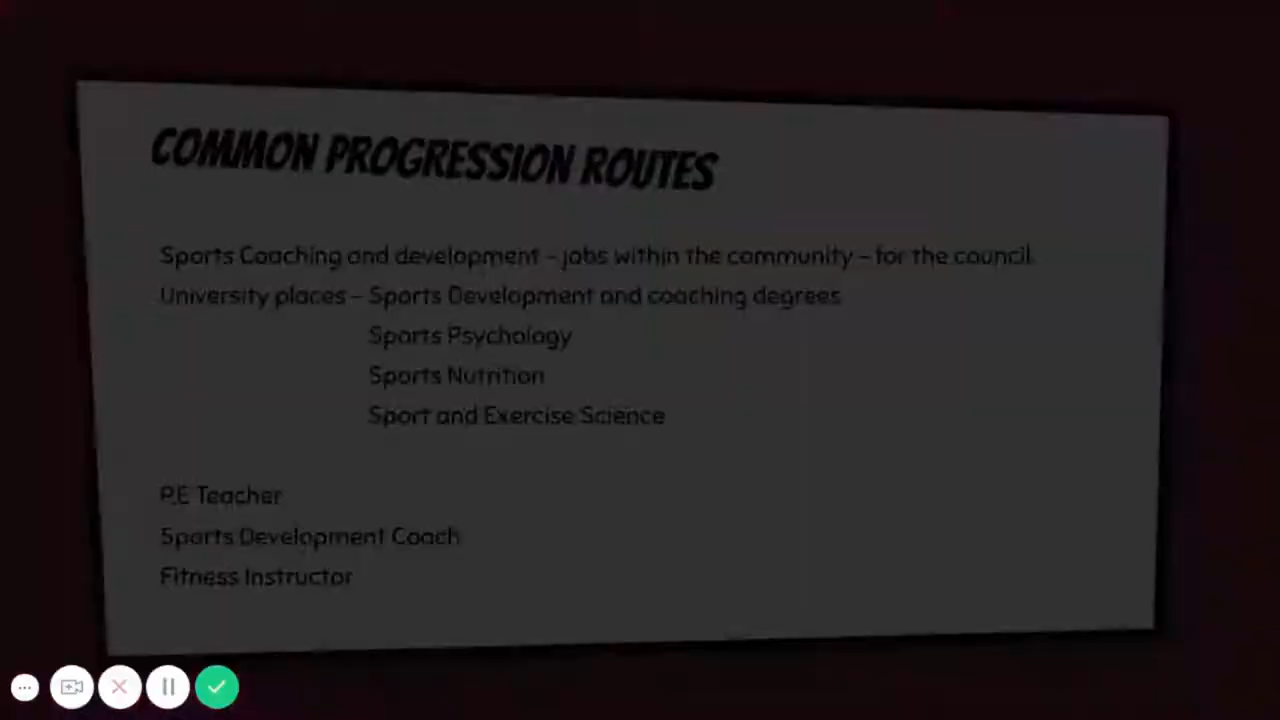 COMMON PROGRESSION ROUTES
Sports Coaching and development – jobs within the community – for the council.
University places – Sports Development and coaching degrees
Sports Psychology
Sports Nutrition
Sport and Exercise Science
P.E Teacher
Sports Development Coach
Fitness Instructor